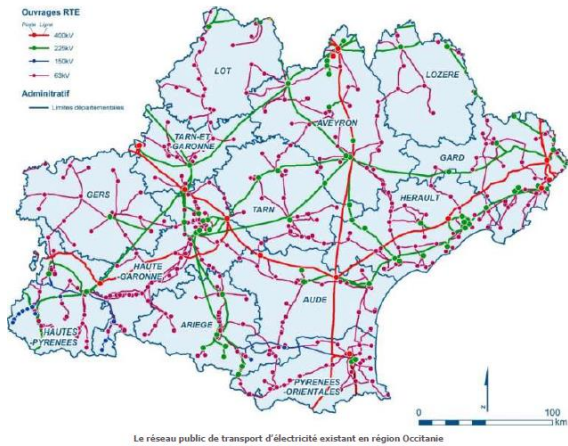 Ouvrages RTE
Poste Ligne
400kV
225kV
150kV
63kV
Administratif
Limites départementales
LOT
LOZERE
AVEYRON
TARN-ET-
GARONNE
GARD
GERS
TARN
HERAULT
HAUTE
GARONNE
AUDE
ARIEGE
HAUTES
PYRENEES
PYRENEES
-ORIENTALES
N
0
100
km
Le réseau public de transport d'électricité existant en région Occitanie